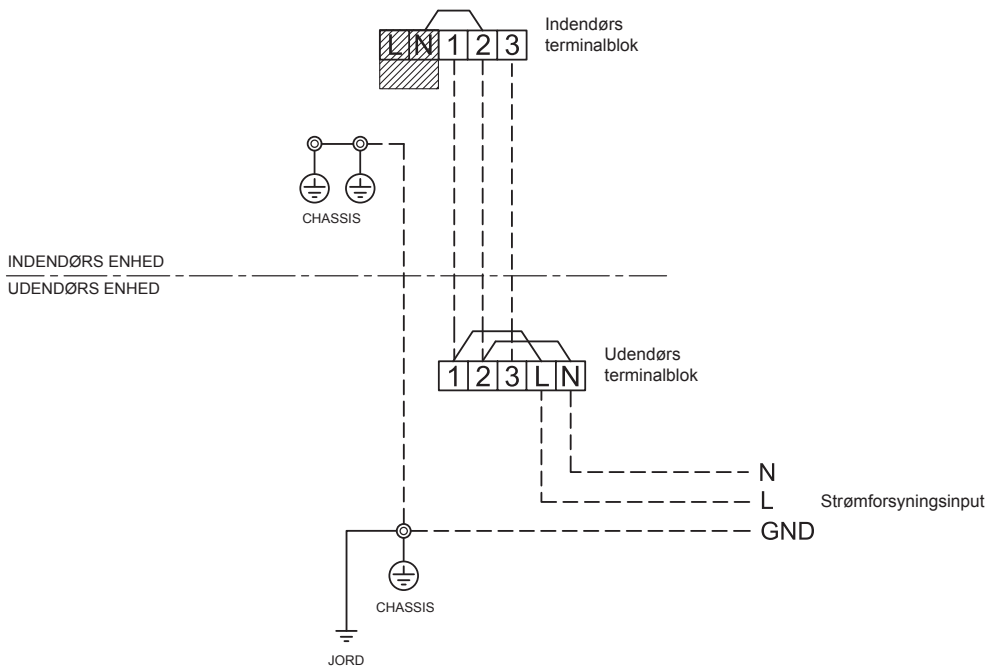 Indendørs
terminalblok
L N 1 2 3
CHASSIS
INDENDØRS ENHED
UDENDØRS ENHED
Udendørs
terminalblok
1 2 3 L N
N
L Strømforsyningsinput
GND
CHASSIS
JORD